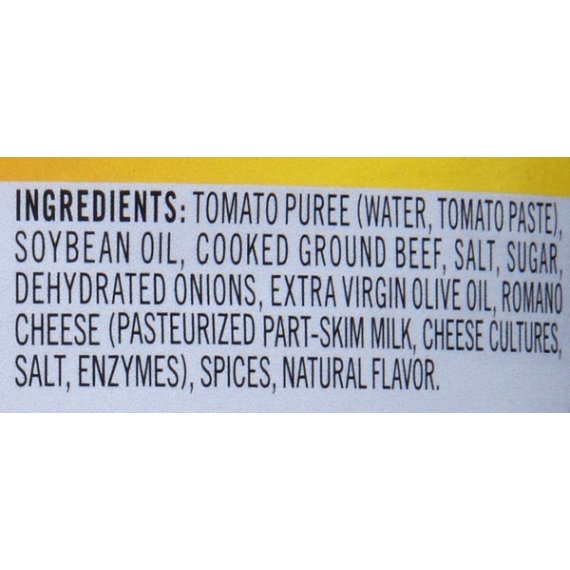 INGREDIENTS: TOMATO PUREE (WATER, TOMATO PASTE),
SOYBEAN OIL, COOKED GROUND BEEF, SALT, SUGAR,
DEHYDRATED ONIONS, EXTRA VIRGIN OLIVE OIL, ROMANO
CHEESE (PASTEURIZED PART-SKIM MILK, CHEESE CULTURES,
SALT, ENZYMES), SPICES, NATURAL FLAVOR.